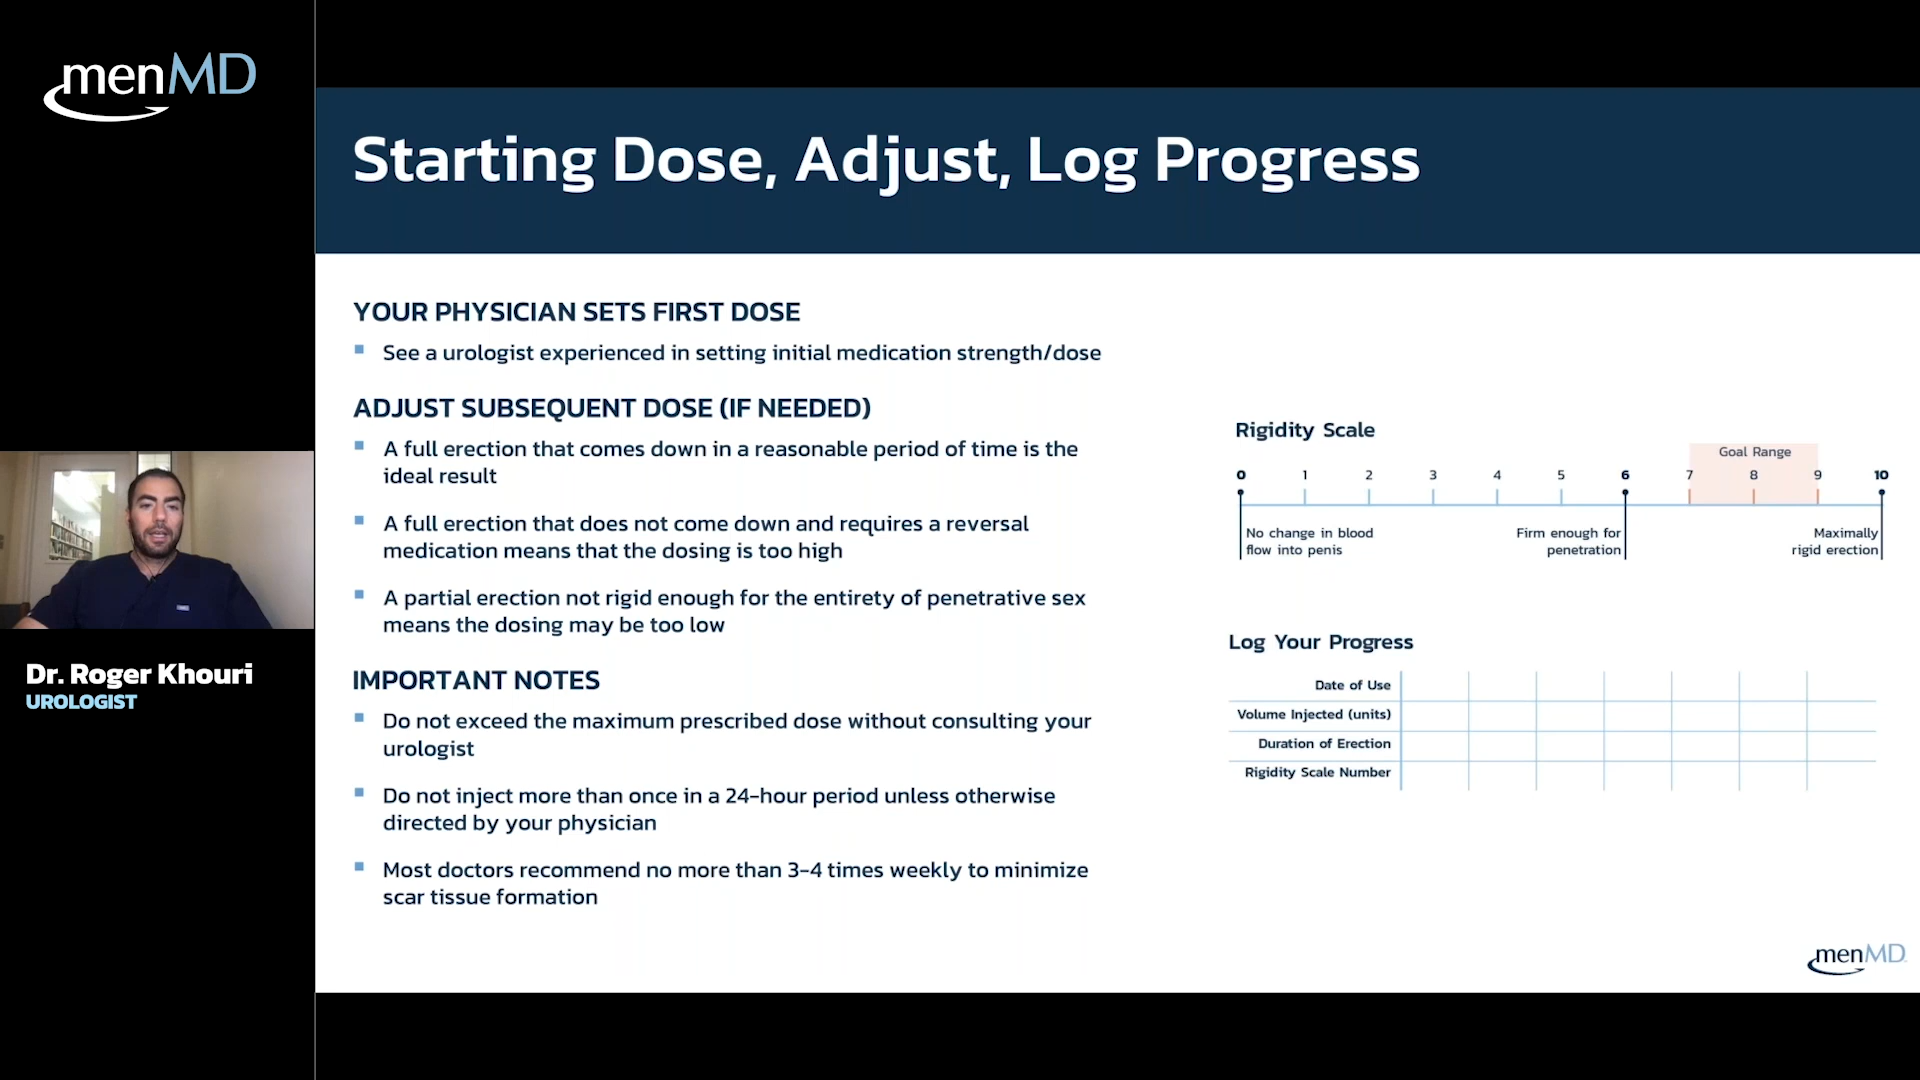 menMD
Starting Dose, Adjust, Log Progress
YOUR PHYSICIAN SETS FIRST DOSE
See a urologist experienced in setting initial medication strength/dose
ADJUST SUBSEQUENT DOSE (IF NEEDED)
A full erection that comes down in a reasonable period of time is the
ideal result
A full erection that does not come down and requires a reversal
medication means that the dosing is too high
A partial erection not rigid enough for the entirety of penetrative sex
means the dosing may be too low
IMPORTANT NOTES
Do not exceed the maximum prescribed dose without consulting your
urologist
Do not inject more than once in a 24-hour period unless otherwise
directed by your physician
Most doctors recommend no more than 3-4 times weekly to minimize
scar tissue formation
Rigidity Scale
Goal Range
0 1 2 3 4 5 6 7 8 9 10
No change in blood
flow into penis
Firm enough for
penetration
Maximally
rigid erection
Log Your Progress
Date of Use
Volume Injected (units)
Duration of Erection
Rigidity Scale Number
menMD
Dr. Roger Khouri
UROLOGIST